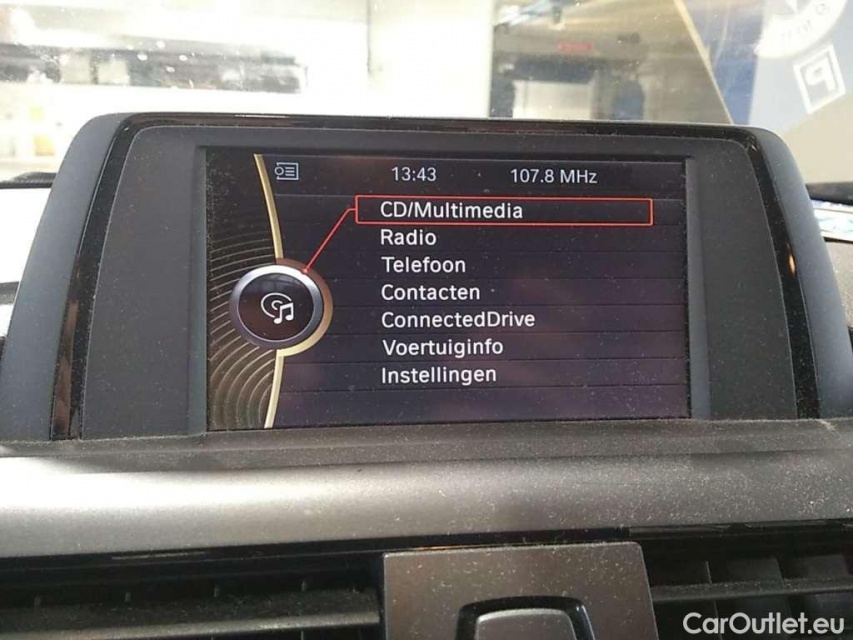 13:43 107.8 MHz
CD/Multimedia
Radio
Telefoon
Contacten
ConnectedDrive
Voertuiginfo
Instellingen
CarOutlet.eu